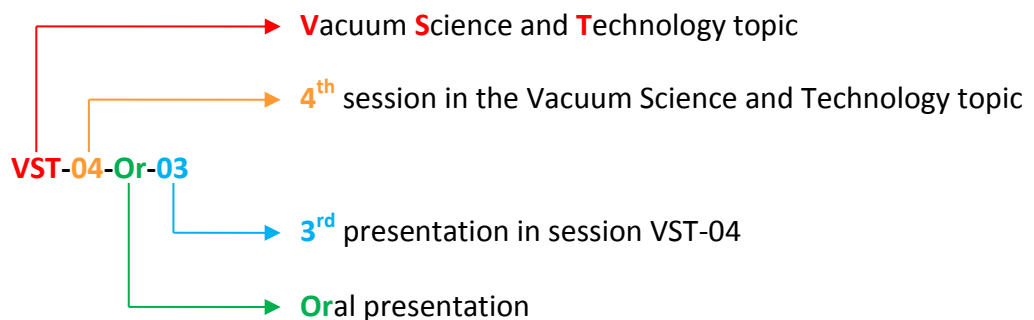 Vacuum Science and Technology topic
4th session in the Vacuum Science and Technology topic
VST-04-Or-03
3rd presentation in session VST-04
Oral presentation